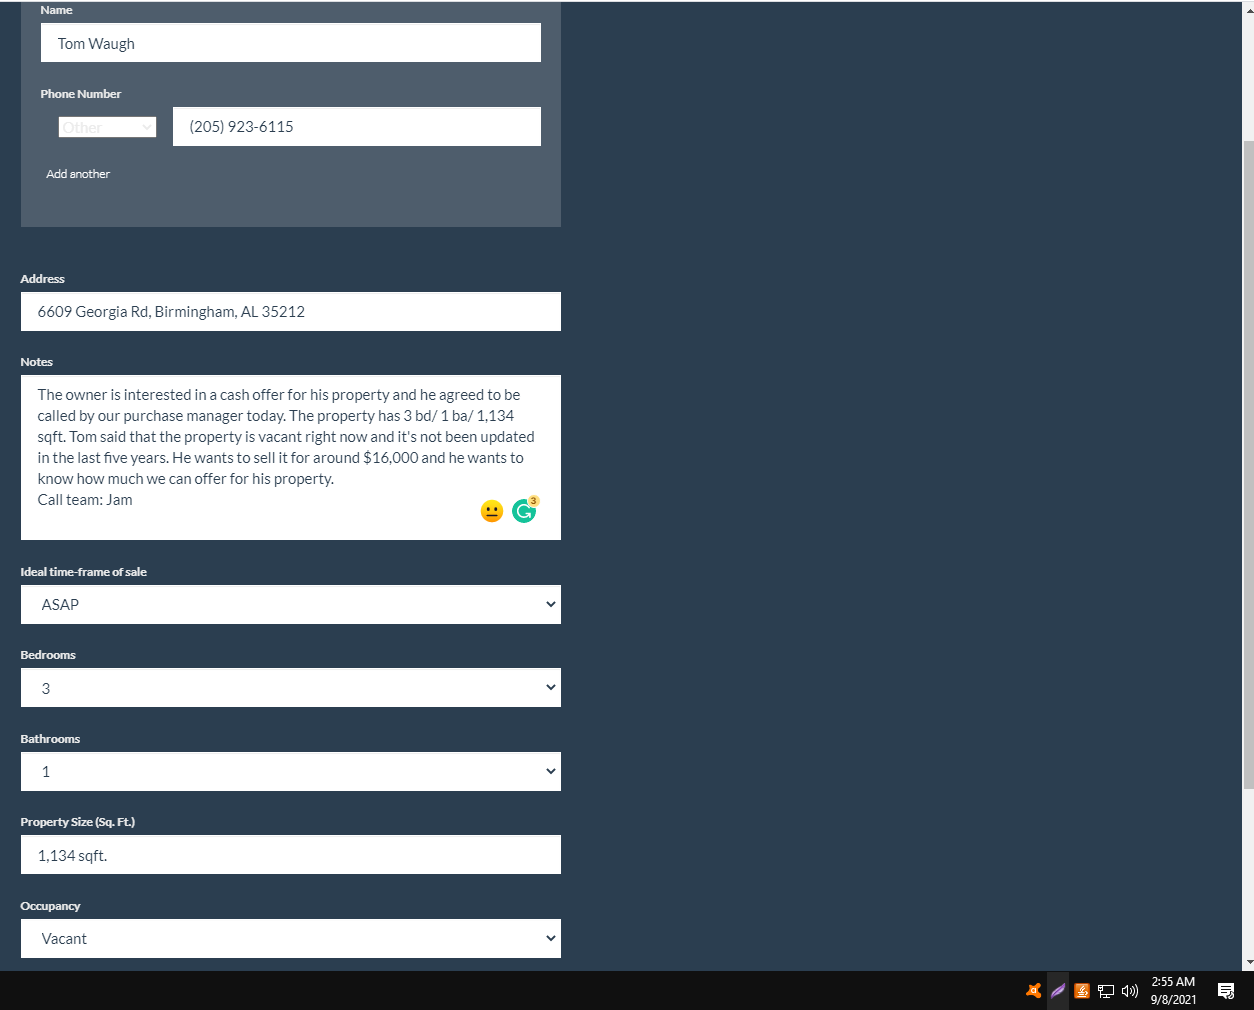 Name
Tom Waugh
Phone Number
Other
(205) 923-6115
Add another
Address
6609 Georgia Rd, Birmingham, AL 35212
Notes
The owner is interested in a cash offer for his property and he agreed to be
called by our purchase manager today. The property has 3 bd/ 1 ba/ 1,134
sqft. Tom said that the property is vacant right now and it's not been updated
in the last five years. He wants to sell it for around $16,000 and he wants to
know how much we can offer for his property.
Call team: Jam
3
Ideal time-frame of sale
ASAP
Bedrooms
3
Bathrooms
1
Property Size (Sq. Ft.)
1,134 sqft.
Occupancy
Vacant
2:55 AM
9/8/2021